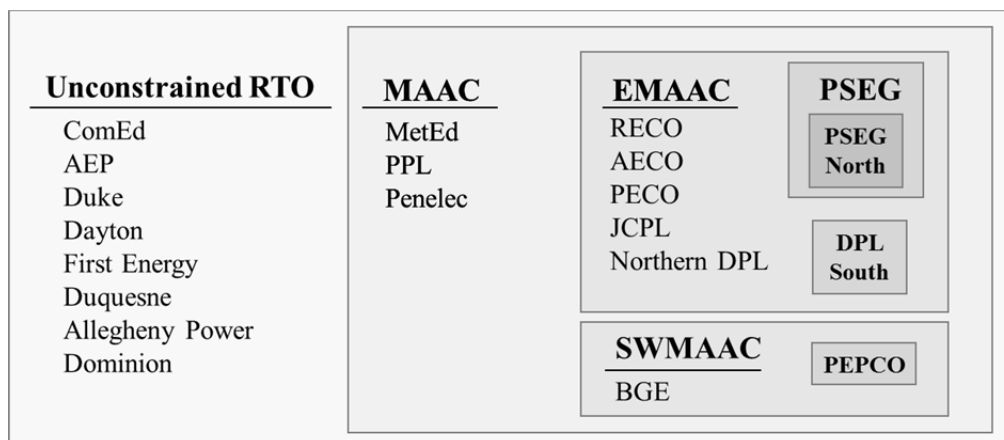 Unconstrained RTO
ComEd
AEP
Duke
Dayton
First Energy
Duquesne
Allegheny Power
Dominion
MAAC
MetEd
PPL
Penelec
EMAAC
RECO
AECO
PECO
JCPL
Northern DPL
PSEG
PSEG
North
DPL
South
SWMAAC
BGE
PEPCO